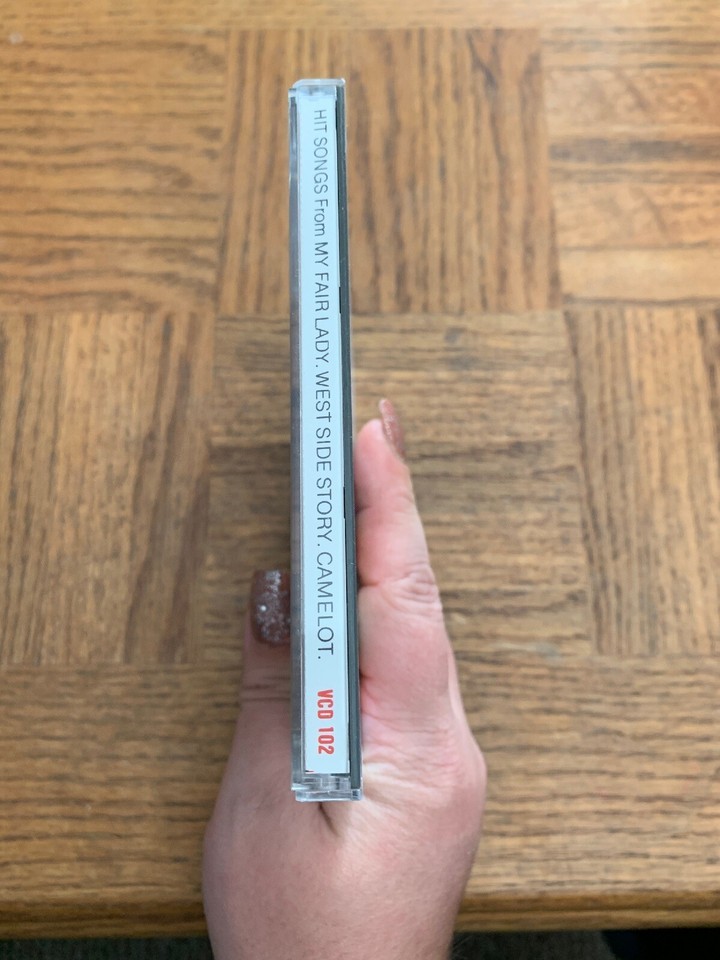 HIT SONGS From MY FAIR LADY. WEST SIDE STORY. CAMELOT. VCD 102